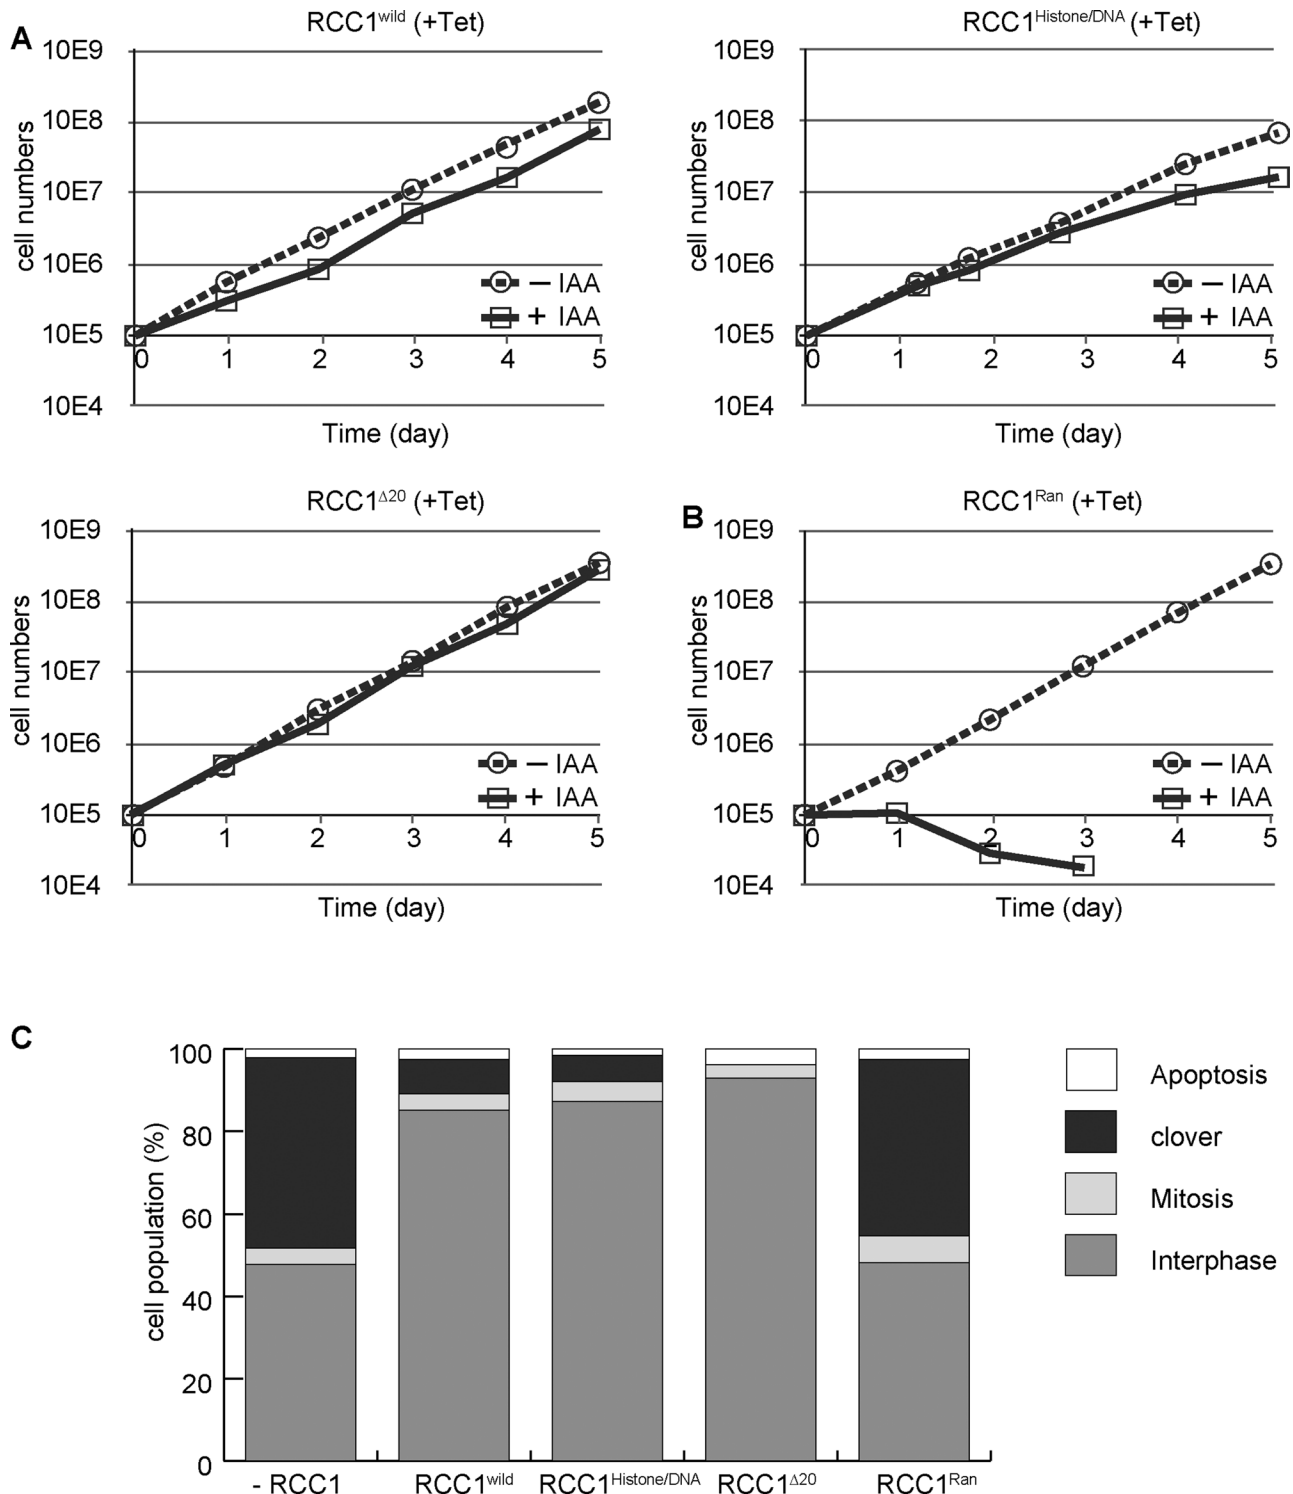 A
RCC1wild (+Tet)
10E9
10E8
10E7
10E6
10E5
10E4
cell numbers
0 1 2 3 4 5
Time (day)
– IAA
+ IAA
RCC1Histone/DNA (+Tet)
10E9
10E8
10E7
10E6
10E5
10E4
cell numbers
0 1 2 3 4 5
Time (day)
– IAA
+ IAA
RCC1Δ20 (+Tet)
10E9
10E8
10E7
10E6
10E5
10E4
cell numbers
0 1 2 3 4 5
Time (day)
– IAA
+ IAA
B
RCC1Ran (+Tet)
10E9
10E8
10E7
10E6
10E5
10E4
cell numbers
0 1 2 3 4 5
Time (day)
– IAA
+ IAA
C
100
80
60
40
20
0
cell population (%)
- RCC1 RCC1wild RCC1Histone/DNA RCC1Δ20 RCC1Ran
Apoptosis
clover
Mitosis
Interphase